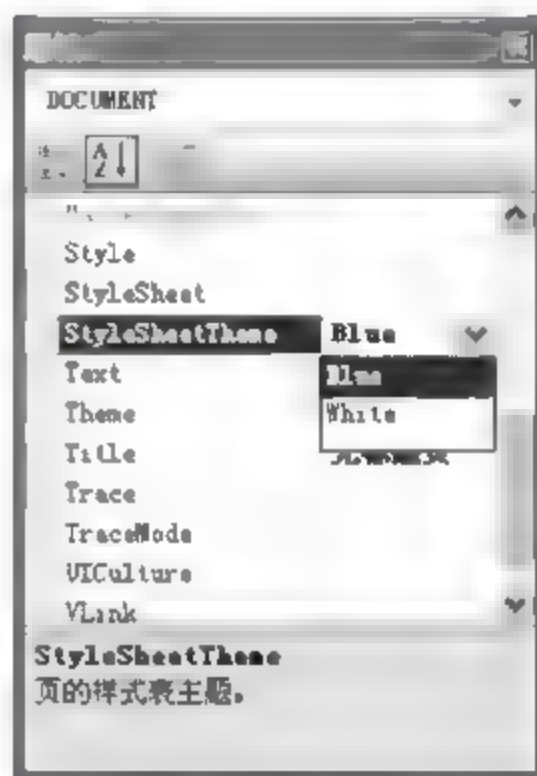 DOCUMENT
A
Z
Style
StyleSheet
StyleSheetTheme Blue
Blue
Text
White
Theme
Title
Trace
TraceMode
UICulture
VLink
StyleSheetTheme
页的样式表主题。